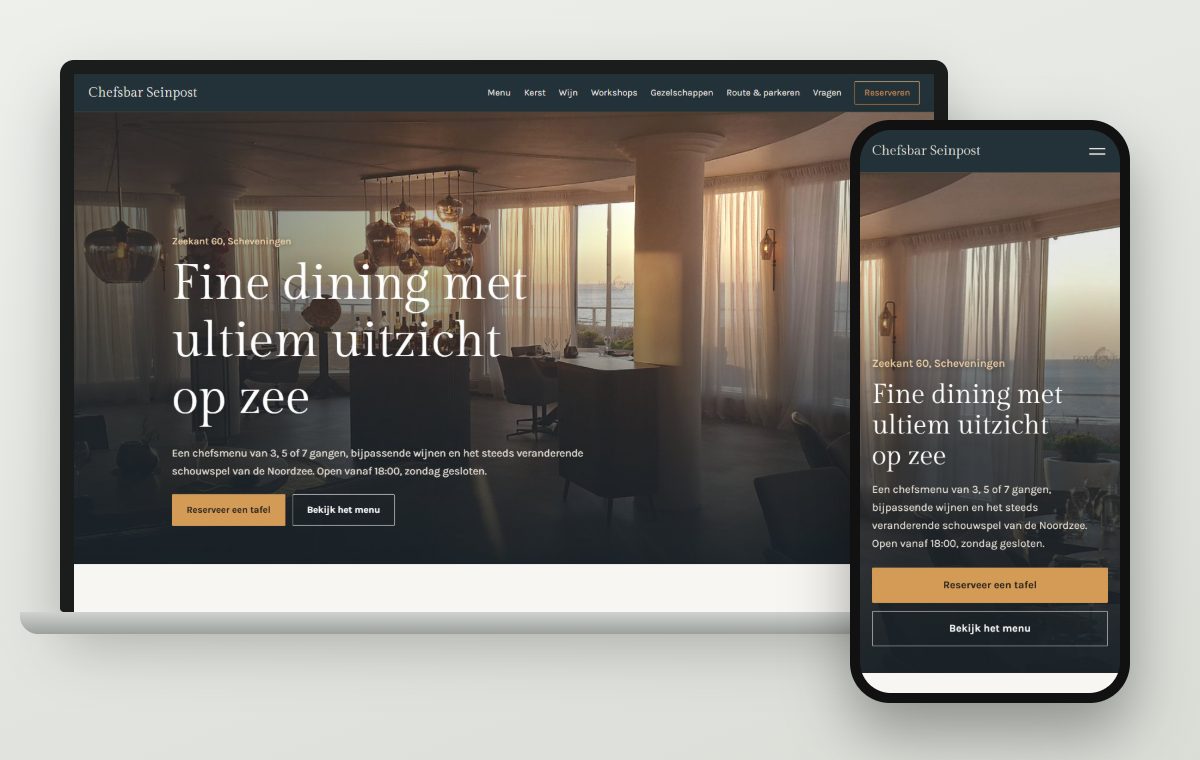 Chefsbar Seinpost
Menu Kerst Wijn Workshops Gezelschappen Route & parkeren Vragen Reserveren
Zeekant 60, Scheveningen
Fine dining met
ultiem uitzicht
op zee
Een chefsmenu van 3, 5 of 7 gangen, bijpassende wijnen en het steeds veranderende
schouwspel van de Noordzee. Open vanaf 18:00, zondag gesloten.
Reserveer een tafel Bekijk het menu
Chefsbar Seinpost
Zeekant 60, Scheveningen
Fine dining met
ultiem uitzicht
op zee
Een chefsmenu van 3, 5 of 7 gangen,
bijpassende wijnen en het steeds
veranderende schouwspel van de Noordzee.
Open vanaf 18:00, zondag gesloten.
Reserveer een tafel
Bekijk het menu